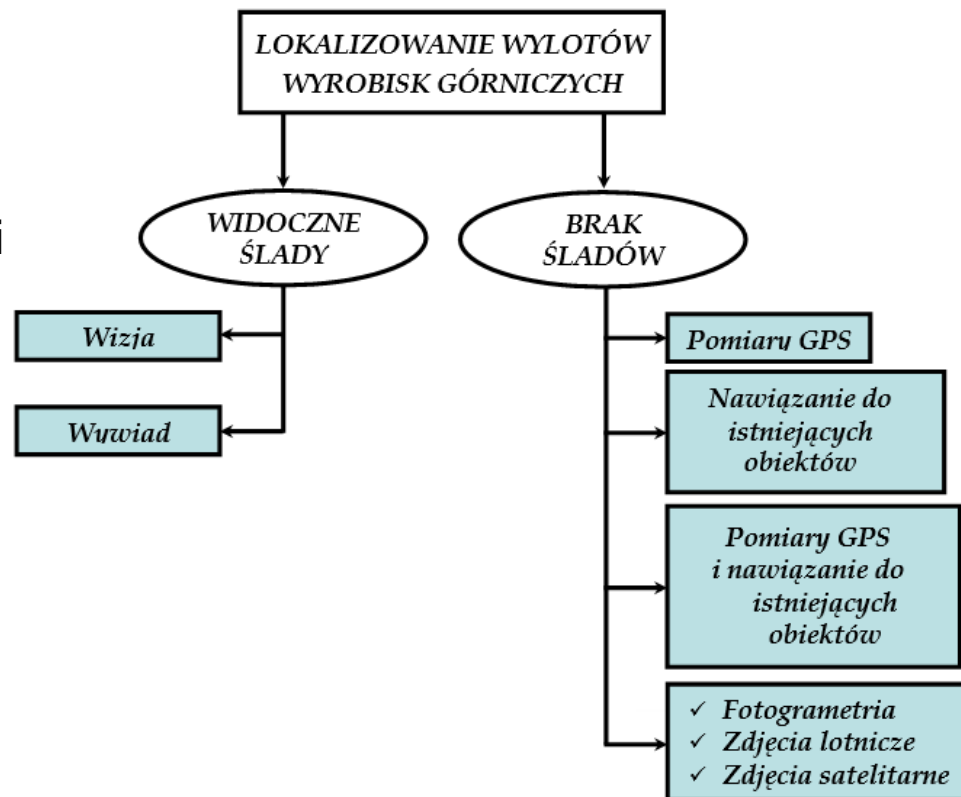 LOKALIZOWANIE WYLOTÓW
WYROBISK GÓRNICZYCH
i
WIDOCZNE
ŚLADY
BRAK
ŚLADÓW
Wizja
Wywiad
Pomiary GPS
Nawiązanie do
istniejących
obiektów
Pomiary GPS
i nawiązanie do
istniejących
obiektów
✓ Fotogrametria
✓ Zdjęcia lotnicze
✓ Zdjęcia satelitarne